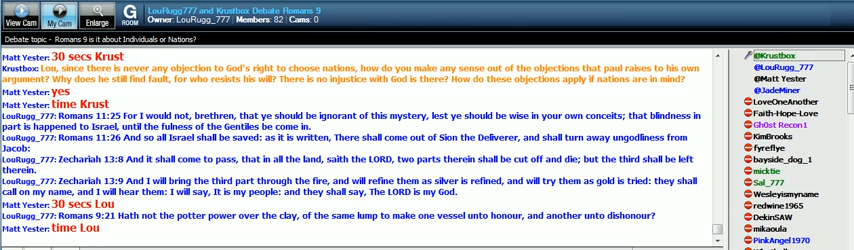 LouRugg777 and Krustbox Debate Romans 9
G
ROOM
Owner: LouRugg_777 | Members: 82 | Cams: 0
View Cam
My Cam
Enlarge
Debate topic -  Romans 9 is it about Individuals or Nations?
Matt Yester: 30 secs Krust
Krustbox: Lou, since there is never any objection to God's right to choose nations, how do you make any sense out of the objections that paul raises to his own
argument? Why does he still find fault, for who resists his will? There is no injustice with God is there? How do these objections apply if nations are in mind?
Matt Yester: yes
Matt Yester: time Krust
LouRugg_777: Romans 11:25 For I would not, brethren, that ye should be ignorant of this mystery, lest ye should be wise in your own conceits; that blindness in
part is happened to Israel, until the fulness of the Gentiles be come in.
LouRugg_777: Romans 11:26 And so all Israel shall be saved: as it is written, There shall come out of Sion the Deliverer, and shall turn away ungodliness from
Jacob:
LouRugg_777: Zechariah 13:8 And it shall come to pass, that in all the land, saith the LORD, two parts therein shall be cut off and die; but the third shall be left
therein.
LouRugg_777: Zechariah 13:9 And I will bring the third part through the fire, and will refine them as silver is refined, and will try them as gold is tried: they shall
call on my name, and I will hear them: I will say, It is my people: and they shall say, The LORD is my God.
Matt Yester: 30 secs Lou
LouRugg_777: Romans 9:21 Hath not the potter power over the clay, of the same lump to make one vessel unto honour, and another unto dishonour?
Matt Yester: time Lou
@Krustbox
@LouRugg_777
@Matt Yester
@JadeMiner
LoveOneAnother
Faith-Hope-Love
Gh0st Recon1
KimBrooks
fyreflye
bayside_dog_1
micktie
Sal_777
Wesleyismyname
redwine1965
DekinSAW
mikaoula
PinkAngel1970